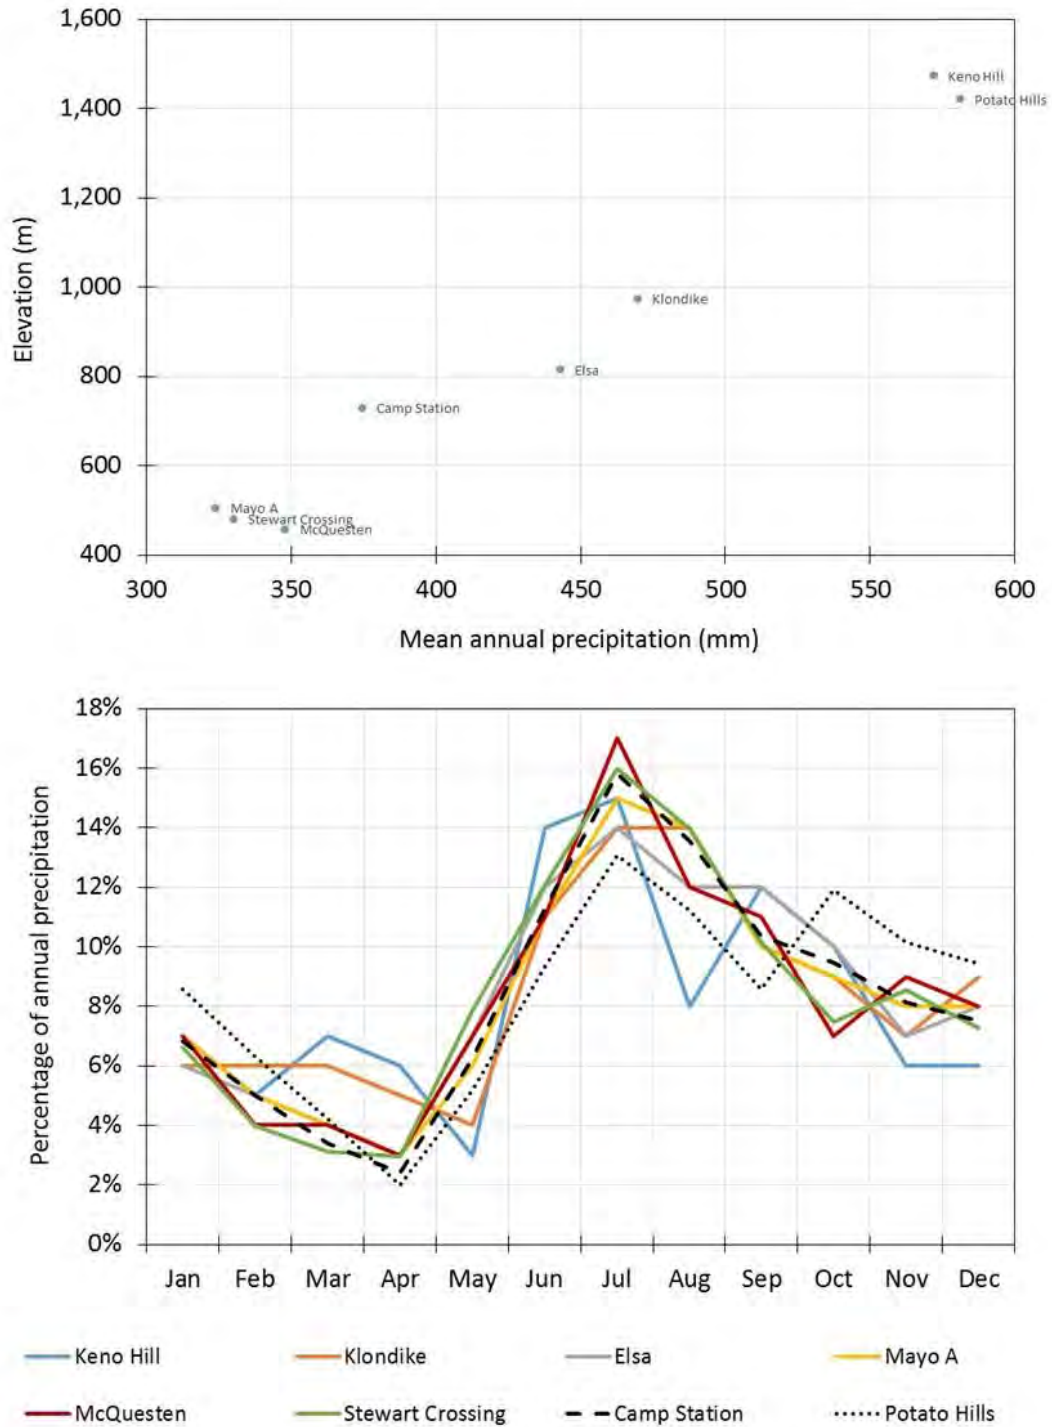 1,600
1,400
1,200
1,000
800
600
400
Elevation (m)
Keno Hill
Potato Hills
Klondike
Elsa
Camp Station
Mayo A
Stewart Crossing
McQuesten
300 350 400 450 500 550 600
Mean annual precipitation (mm)
18%
16%
14%
12%
10%
8%
6%
4%
2%
0%
Percentage of annual precipitation
Jan Feb Mar Apr May Jun Jul Aug Sep Oct Nov Dec
Keno Hill Klondike Elsa Mayo A
McQuesten Stewart Crossing Camp Station Potato Hills